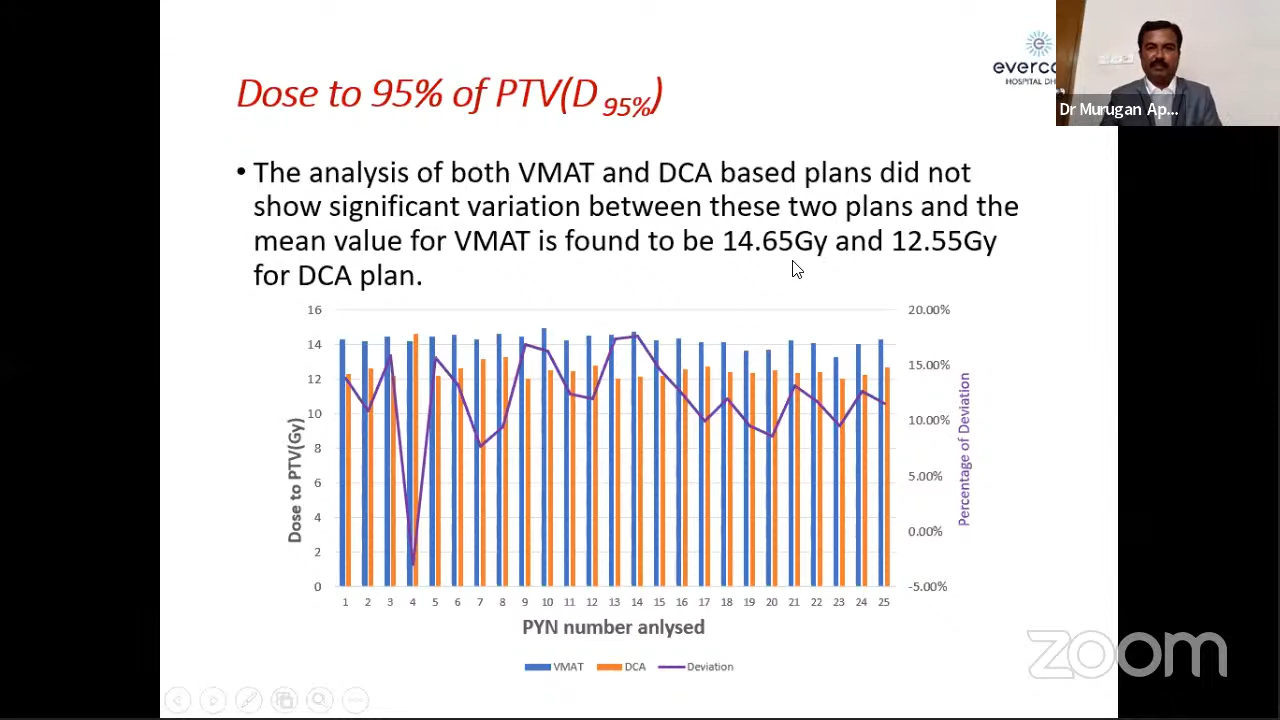 Dose to 95% of PTV(D 95%)
HOSPITAL
Dr Murugan Ap...
• The analysis of both VMAT and DCA based plans did not
show significant variation between these two plans and the
mean value for VMAT is found to be 14.65Gy and 12.55Gy
for DCA plan.
16
14
12
10
8
6
4
2
0
Dose to PTV(Gy)
20.00%
15.00%
10.00%
5.00%
0.00%
-5.00%
Percentage of Deviation
1 2 3 4 5 6 7 8 9 10 11 12 13 14 15 16 17 18 19 20 21 22 23 24 25
PYN number anlysed
VMAT DCA Deviation
zoom